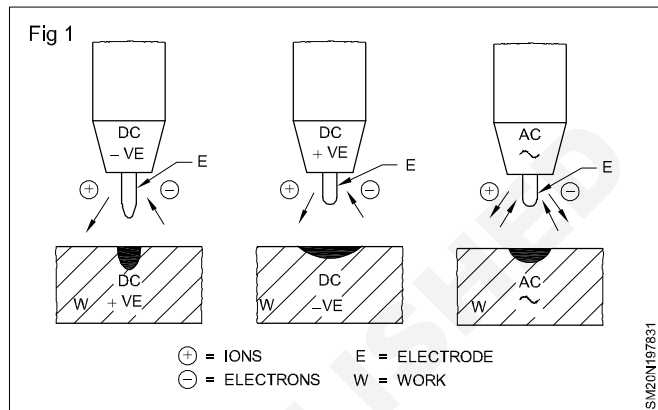 Fig 1
DC
– VE
E
⊕
⊖
DC
+ VE
W
DC
+ VE
E
⊕
⊖
DC
–VE
W
AC
~
E
⊕
⊖
AC
~
W
⊕ = IONS E = ELECTRODE
⊖ = ELECTRONS W = WORK
SM20N197831